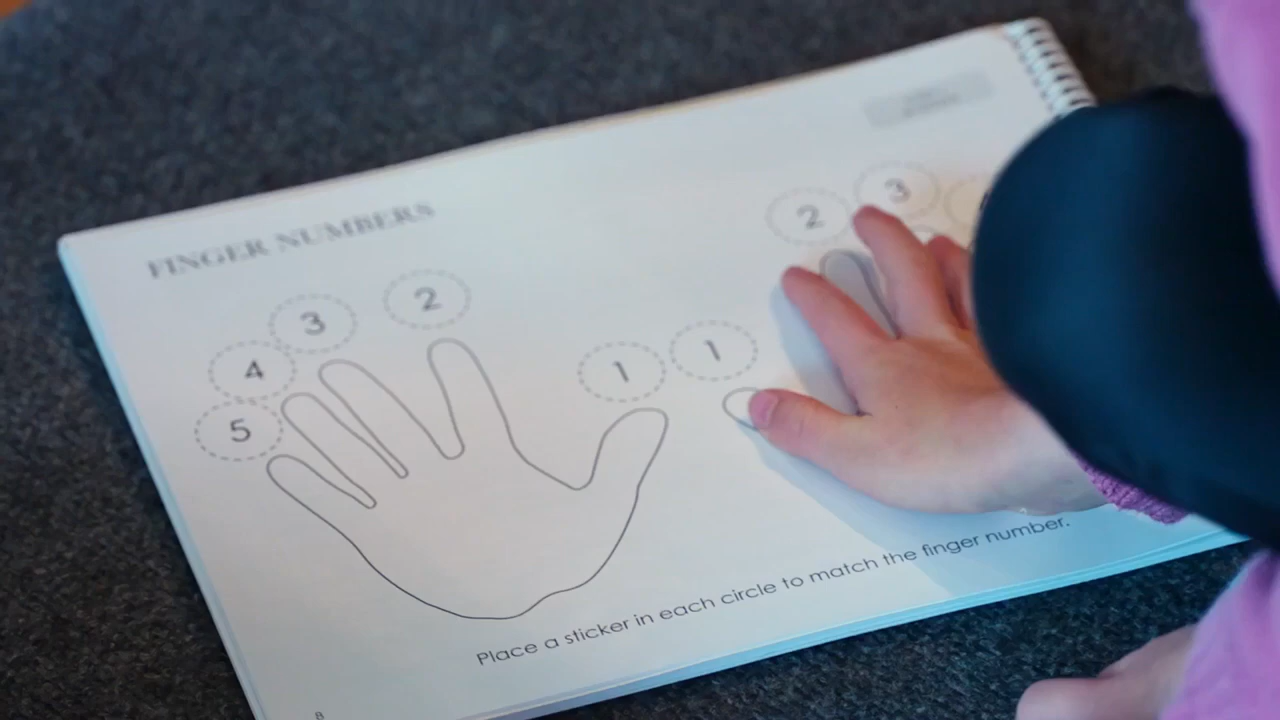 FINGER NUMBERS
2 3
3 2
4 1 1
5
Place a sticker in each circle to match the finger number.
8